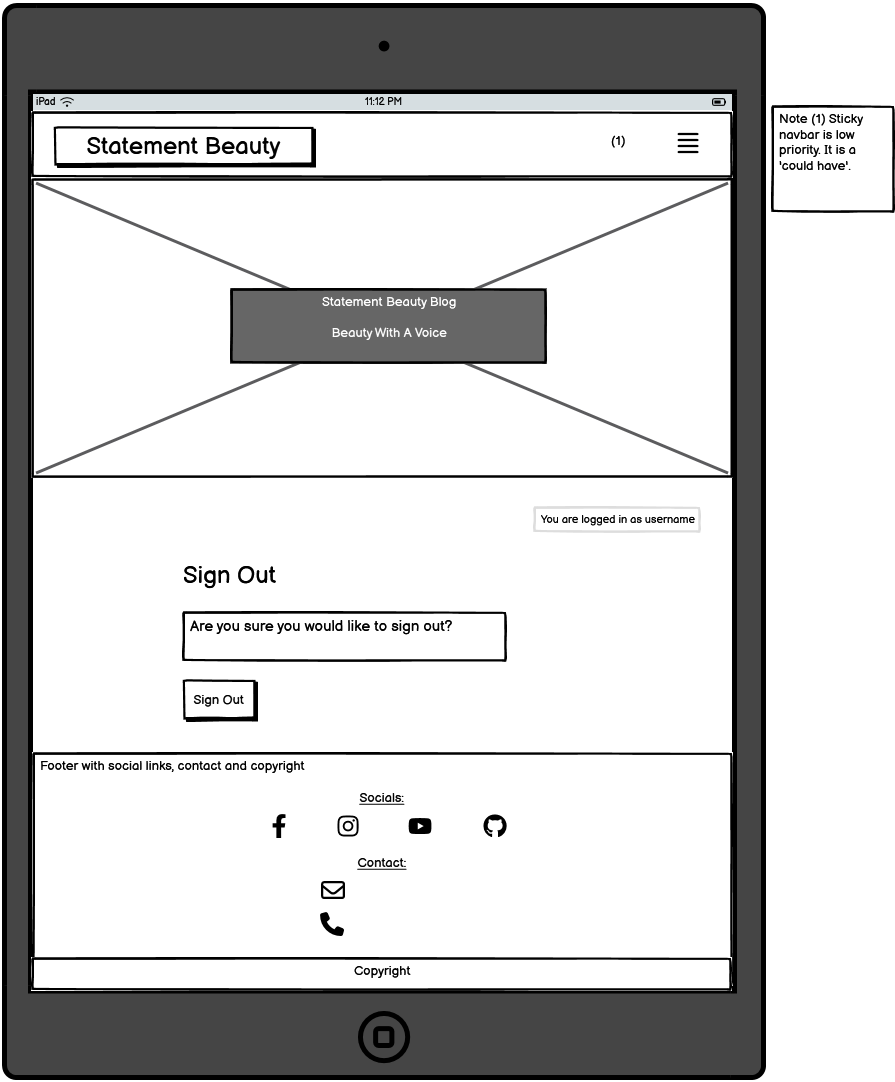 iPad
11:12 PM
Statement Beauty
(1)
Note (1) Sticky
navbar is low
priority. It is a
'could have'.
Statement Beauty Blog
Beauty With A Voice
You are logged in as username
Sign Out
Are you sure you would like to sign out?
Sign Out
Footer with social links, contact and copyright
Socials:
Contact:
Copyright